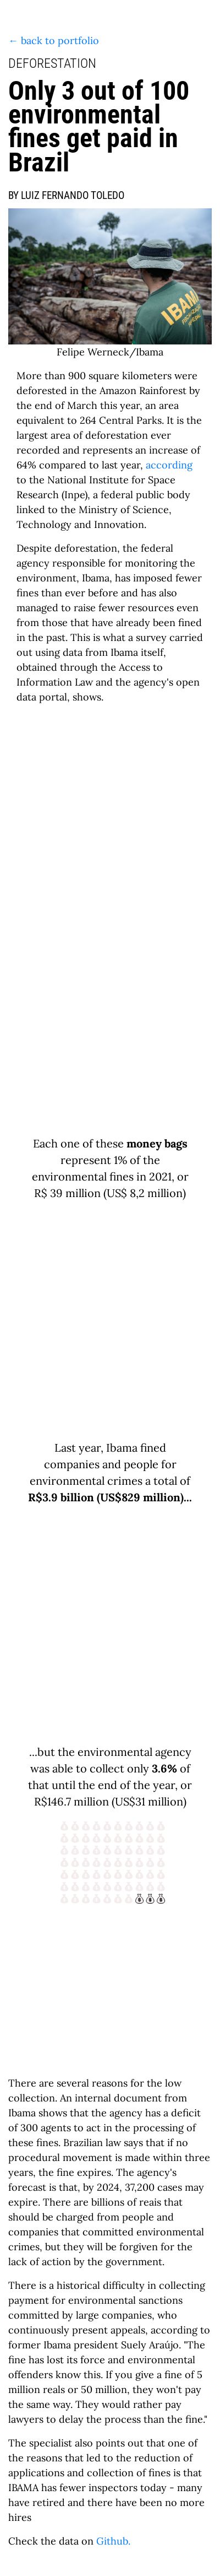 ← back to portfolio
DEFORESTATION
Only 3 out of 100
environmental
fines get paid in
Brazil
BY LUIZ FERNANDO TOLEDO
IBAMA
Felipe Werneck/Ibama
More than 900 square kilometers were
deforested in the Amazon Rainforest by
the end of March this year, an area
equivalent to 264 Central Parks. It is the
largest area of deforestation ever
recorded and represents an increase of
64% compared to last year, according
to the National Institute for Space
Research (Inpe), a federal public body
linked to the Ministry of Science,
Technology and Innovation.
Despite deforestation, the federal
agency responsible for monitoring the
environment, Ibama, has imposed fewer
fines than ever before and has also
managed to raise fewer resources even
from those that have already been fined
in the past. This is what a survey carried
out using data from Ibama itself,
obtained through the Access to
Information Law and the agency's open
data portal, shows.
Each one of these money bags
represent 1% of the
environmental fines in 2021, or
R$ 39 million (US$ 8,2 million)
Last year, Ibama fined
companies and people for
environmental crimes a total of
R$3.9 billion (US$829 million)...
...but the environmental agency
was able to collect only 3.6% of
that until the end of the year, or
R$146.7 million (US$31 million)
There are several reasons for the low
collection. An internal document from
Ibama shows that the agency has a deficit
of 300 agents to act in the processing of
these fines. Brazilian law says that if no
procedural movement is made within three
years, the fine expires. The agency's
forecast is that, by 2024, 37,200 cases may
expire. There are billions of reais that
should be charged from people and
companies that committed environmental
crimes, but they will be forgiven for the
lack of action by the government.
There is a historical difficulty in collecting
payment for environmental sanctions
committed by large companies, who
continuously present appeals, according to
former Ibama president Suely Araújo. "The
fine has lost its force and environmental
offenders know this. If you give a fine of 5
million reals or 50 million, they won't pay
the same way. They would rather pay
lawyers to delay the process than the fine."
The specialist also points out that one of
the reasons that led to the reduction of
applications and collection of fines is that
IBAMA has fewer inspectors today - many
have retired and there have been no more
hires
Check the data on Github.